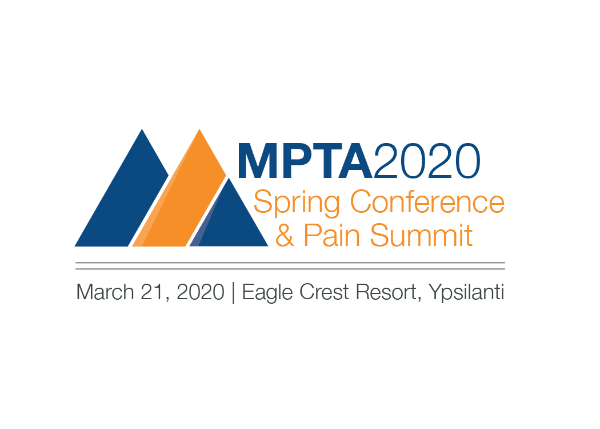 MPTA2020
Spring Conference
& Pain Summit
March 21, 2020 | Eagle Crest Resort, Ypsilanti